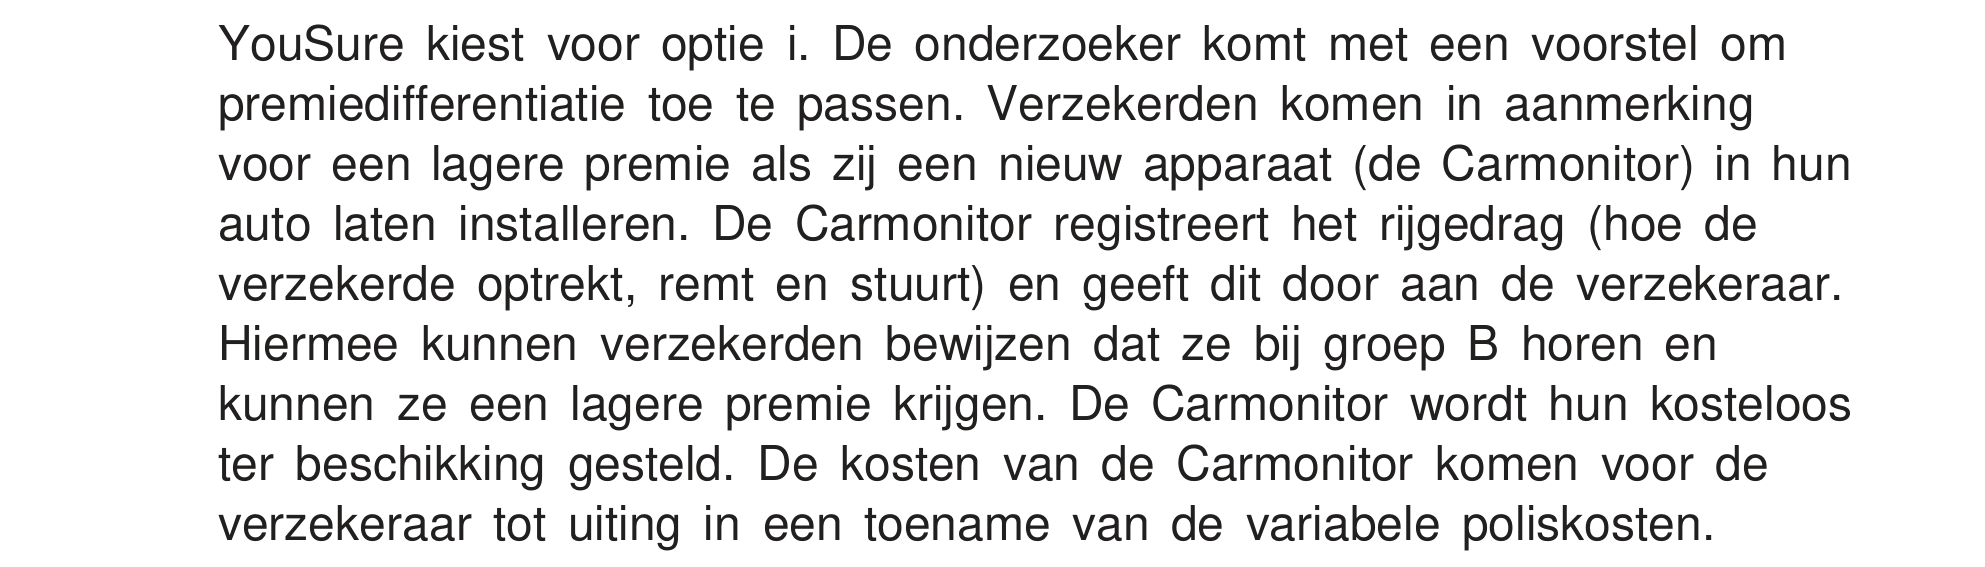 YouSure kiest voor optie i. De onderzoeker komt met een voorstel om
premiedifferentiatie toe te passen. Verzekerden komen in aanmerking
voor een lagere premie als zij een nieuw apparaat (de Carmonitor) in hun
auto laten installeren. De Carmonitor registreert het rijgedrag (hoe de
verzekerde optrekt, remt en stuurt) en geeft dit door aan de verzekeraar.
Hiermee kunnen verzekerden bewijzen dat ze bij groep B horen en
kunnen ze een lagere premie krijgen. De Carmonitor wordt hun kosteloos
ter beschikking gesteld. De kosten van de Carmonitor komen voor de
verzekeraar tot uiting in een toename van de variabele poliskosten.